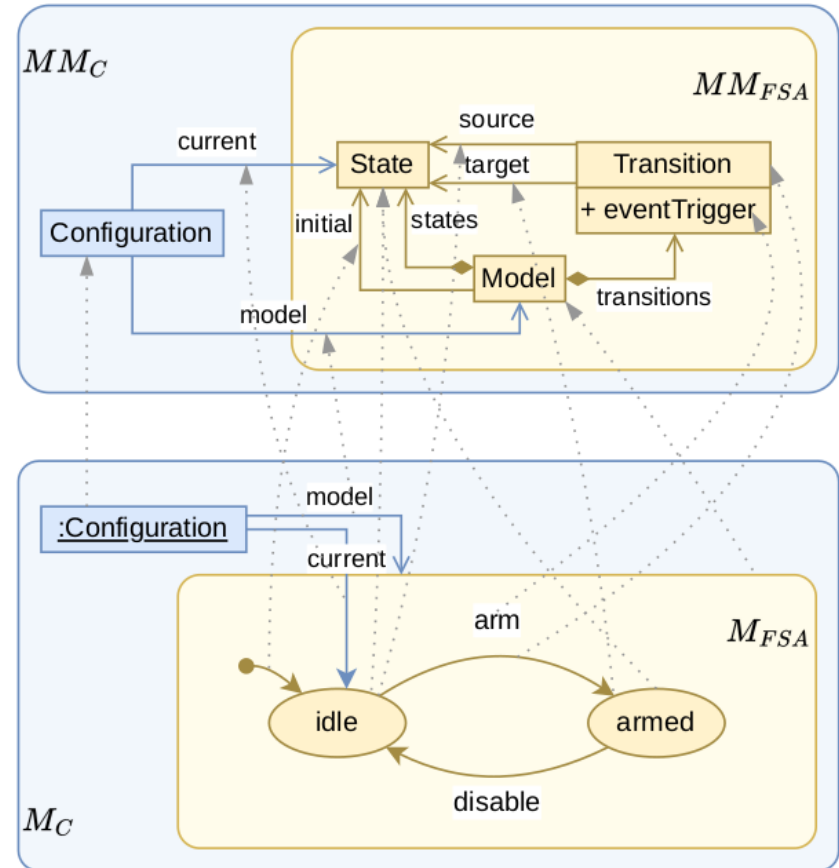 MM_C
MM_FSA
source
current
State
target
Transition
+ eventTrigger
initial
states
Configuration
Model
transitions
model
model
:Configuration
current
arm
M_FSA
idle
armed
disable
M_C